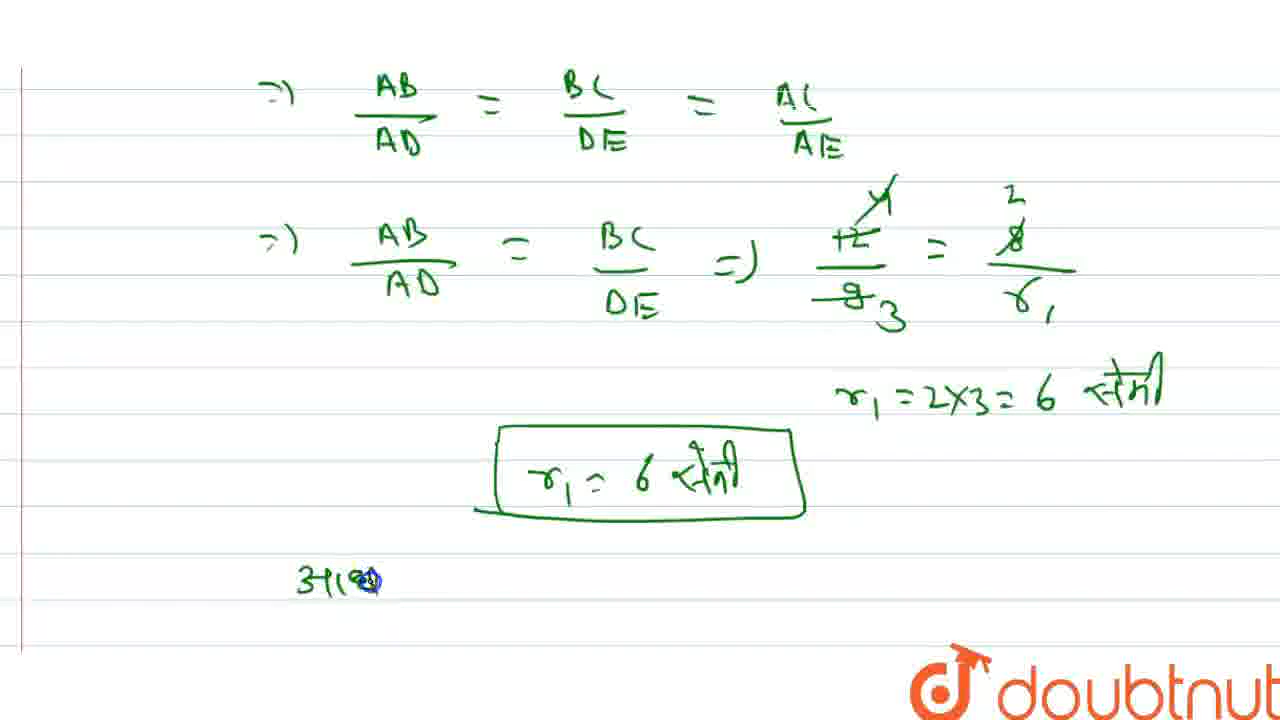 =) AB/AD = BC/DE = AC/AE
=) AB/AD = BC/DE =) 12/9 = 8/r₁
4 2
3
r₁ = 2×3 = 6 सेमी
r₁ = 6 सेमी
doubtnut